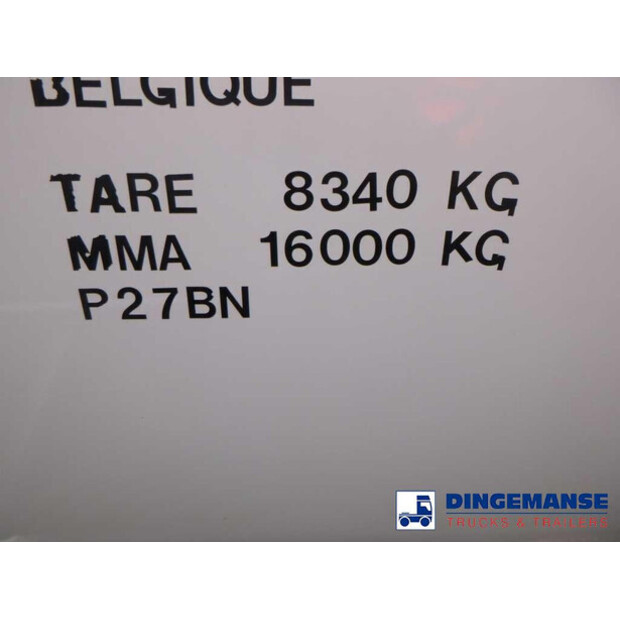 BELGIQUE
TARE 8340 KG
MMA 16000 KG
P27BN
DINGEMANSE
TRUCKS & TRAILERS